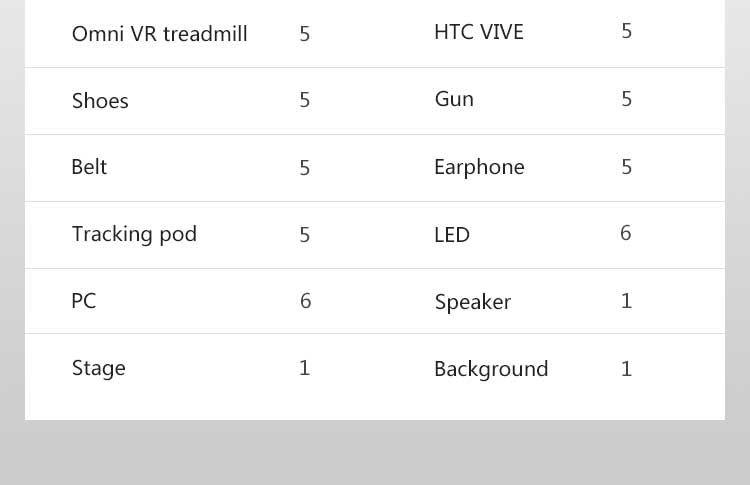 Omni VR treadmill 5 HTC VIVE 5
Shoes 5 Gun 5
Belt 5 Earphone 5
Tracking pod 5 LED 6
PC 6 Speaker 1
Stage 1 Background 1